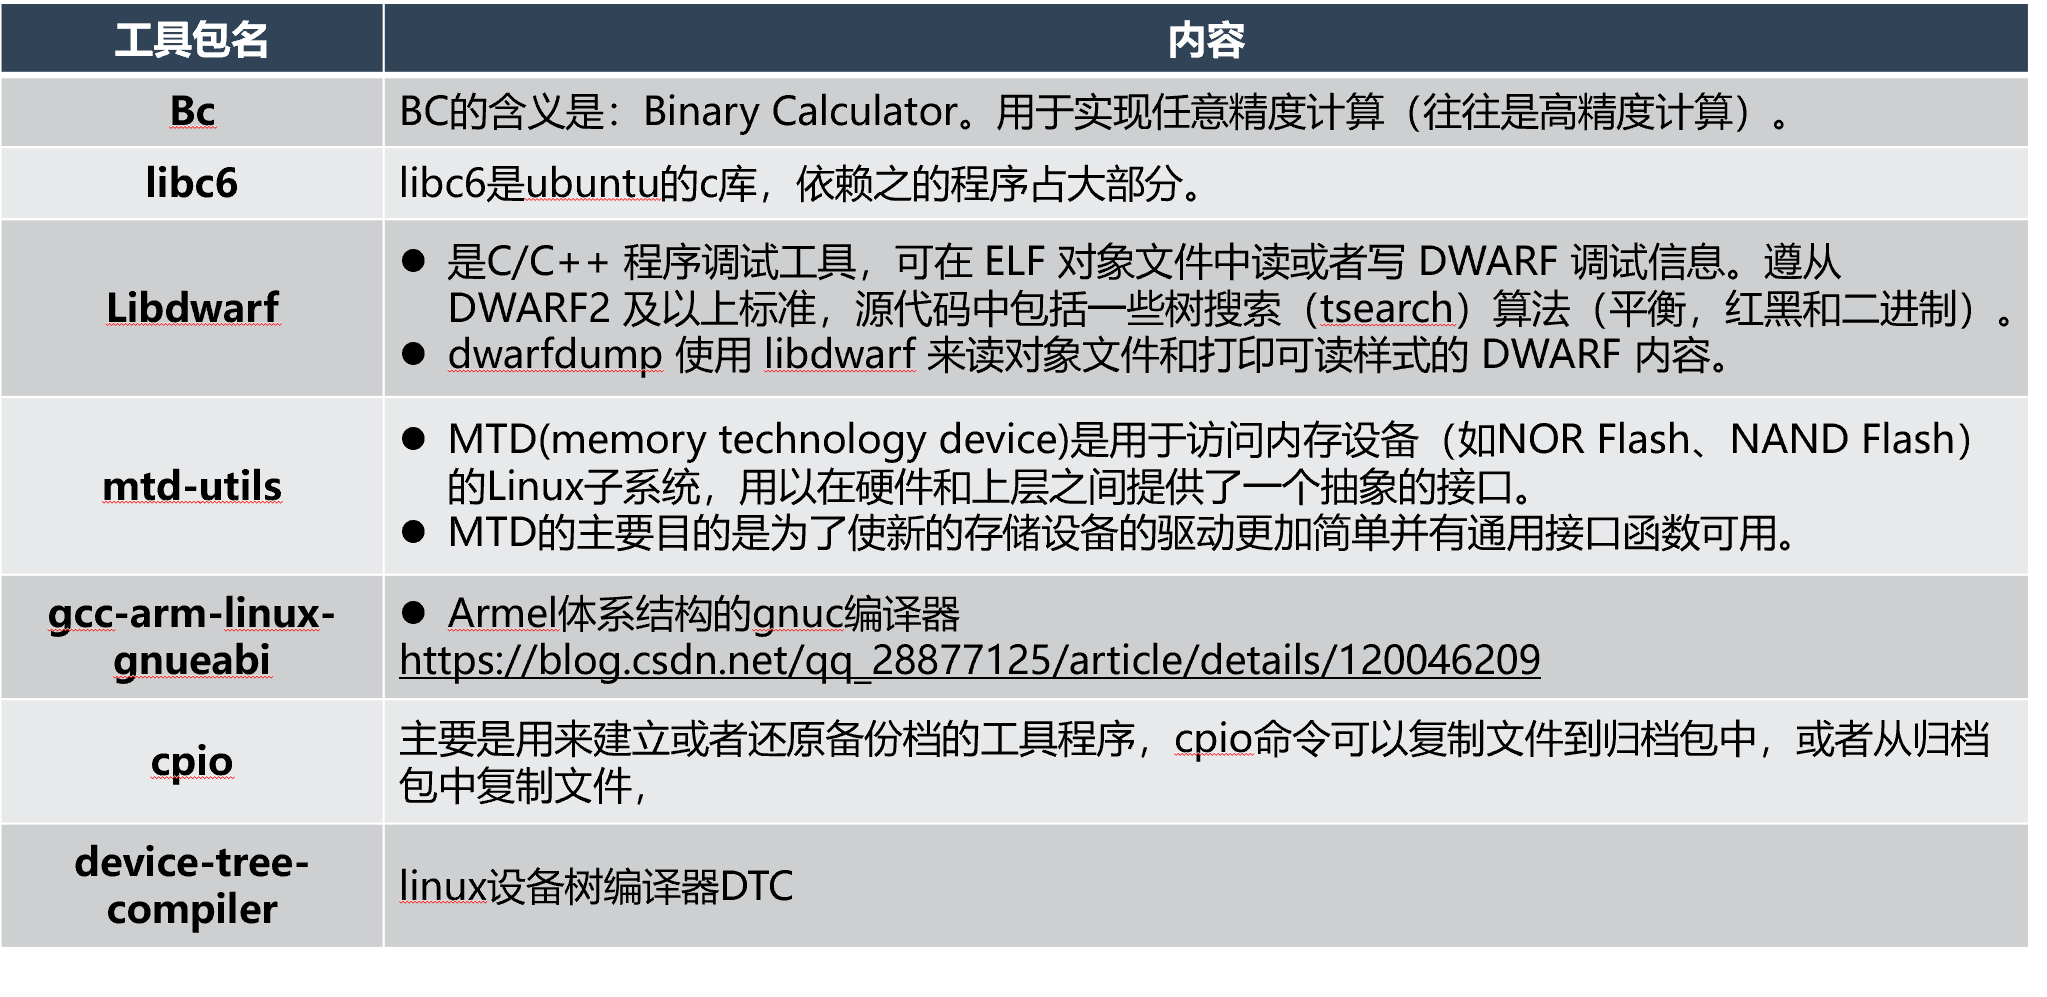 工具包名
内容
Bc
BC的含义是：Binary Calculator。用于实现任意精度计算（往往是高精度计算）。
libc6
libc6是ubuntu的c库，依赖之的程序占大部分。
Libdwarf
● 是C/C++ 程序调试工具，可在 ELF 对象文件中读或者写 DWARF 调试信息。遵从
DWARF2 及以上标准，源代码中包括一些树搜索（tsearch）算法（平衡，红黑和二进制）。
● dwarfdump 使用 libdwarf 来读对象文件和打印可读样式的 DWARF 内容。
mtd-utils
● MTD(memory technology device)是用于访问内存设备（如NOR Flash、NAND Flash）
的Linux子系统，用以在硬件和上层之间提供了一个抽象的接口。
● MTD的主要目的是为了使新的存储设备的驱动更加简单并有通用接口函数可用。
gcc-arm-linux-
gnueabi
● Armel体系结构的gnuc编译器
https://blog.csdn.net/qq_28877125/article/details/120046209
cpio
主要是用来建立或者还原备份档的工具程序，cpio命令可以复制文件到归档包中，或者从归档
包中复制文件，
device-tree-
compiler
linux设备树编译器DTC